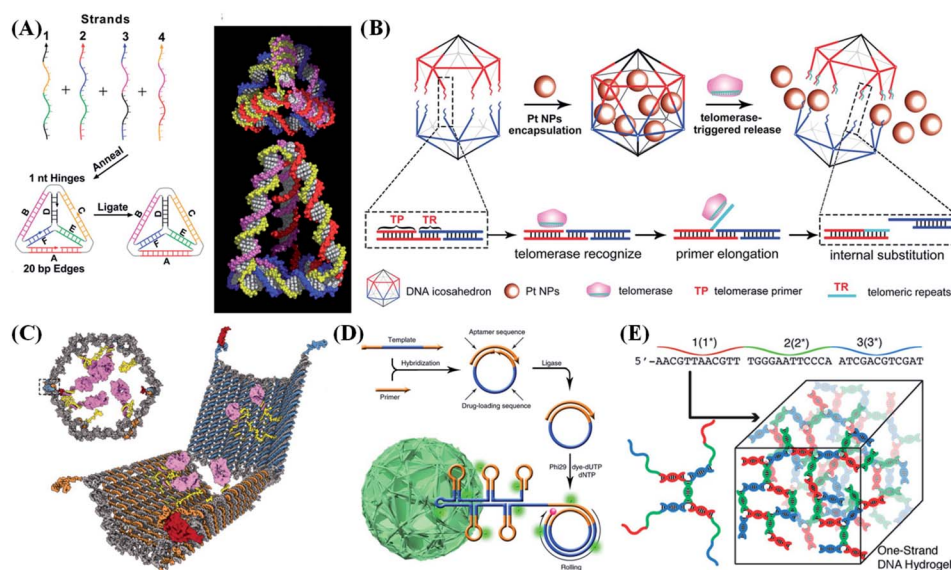 (A)
Strands
1 2 3 4
+ + +
Anneal
1 nt Hinges
Ligate
B D C
F E
A
20 bp Edges
B D C
F E
A
(B)
Pt NPs
encapsulation
telomerase-
triggered release
TP TR
telomerase recognize
primer elongation
internal substitution
DNA icosahedron
Pt NPs
telomerase
TP telomerase primer
TR telomeric repeats
(C)
(D)
Template
Hybridization
Primer
Aptamer sequence
Drug-loading sequence
Ligase
Phi29 dye-dUTP
dNTP
Rolling
(E)
1(1*) 2(2*) 3(3*)
5'-AACGTTAACGTT TGGGAATTCCCA ATCGACGTCGAT
One-Strand
DNA Hydrogel